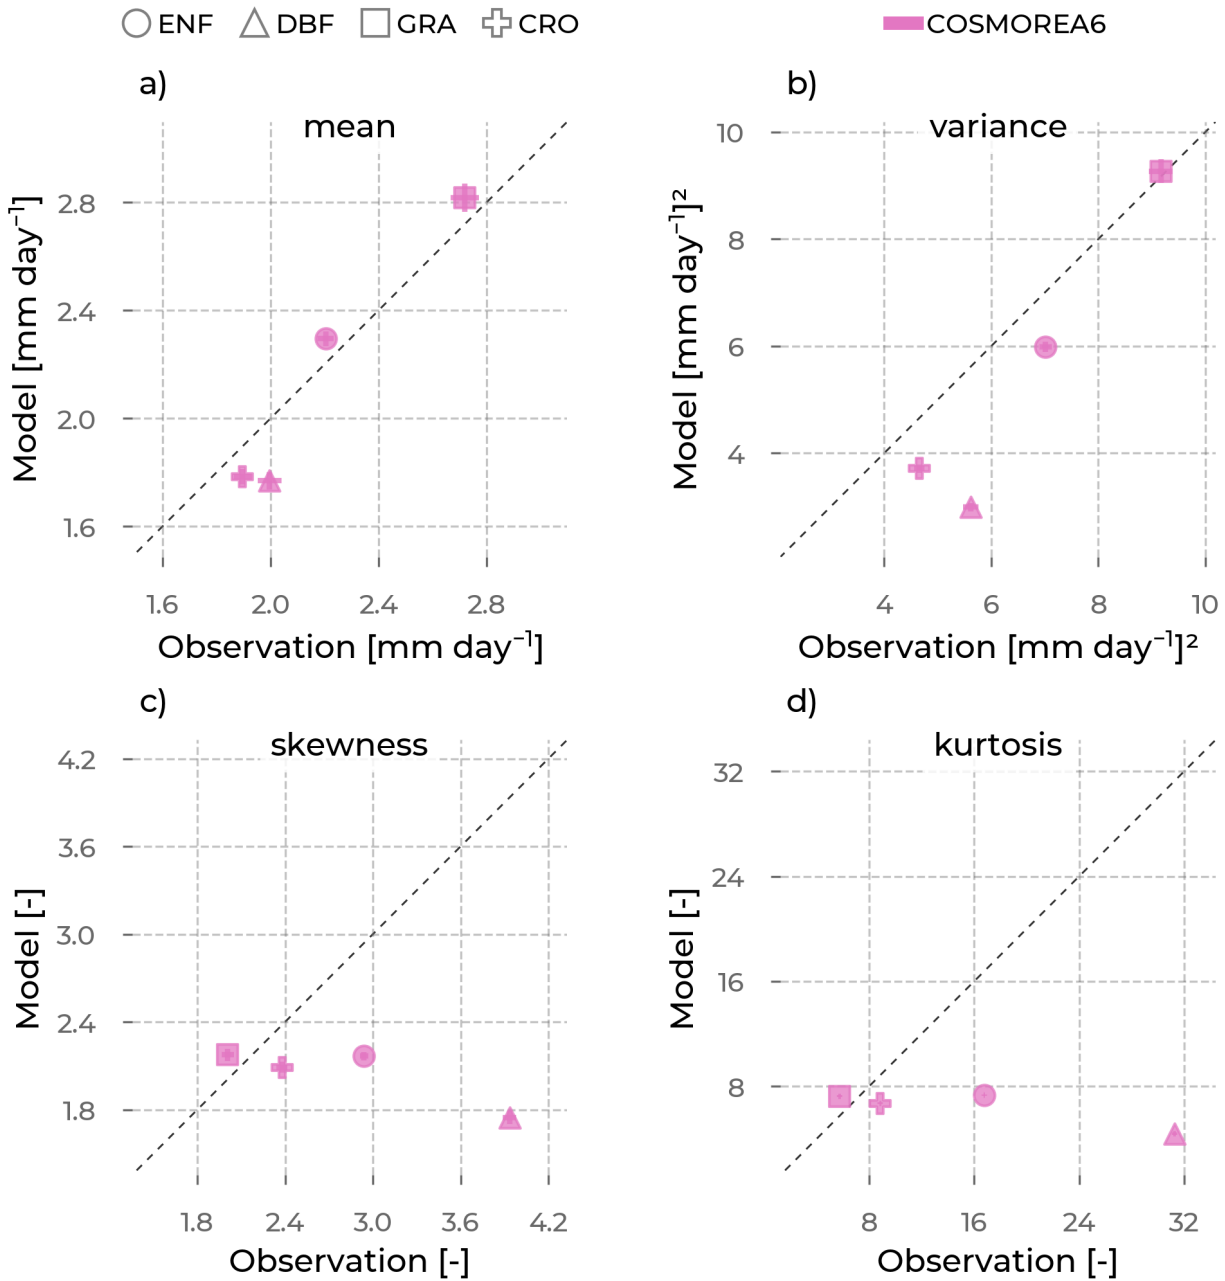 ENF DBF GRA CRO COSMOREA6
a) b)
mean variance
Model [mm day⁻¹]
2.8
2.4
2.0
1.6
1.6 2.0 2.4 2.8
Observation [mm day⁻¹]
Model [mm day⁻¹]²
10
8
6
4
4 6 8 10
Observation [mm day⁻¹]²
c) d)
skewness kurtosis
Model [-]
4.2
3.6
3.0
2.4
1.8
1.8 2.4 3.0 3.6 4.2
Observation [-]
Model [-]
32
24
16
8
8 16 24 32
Observation [-]